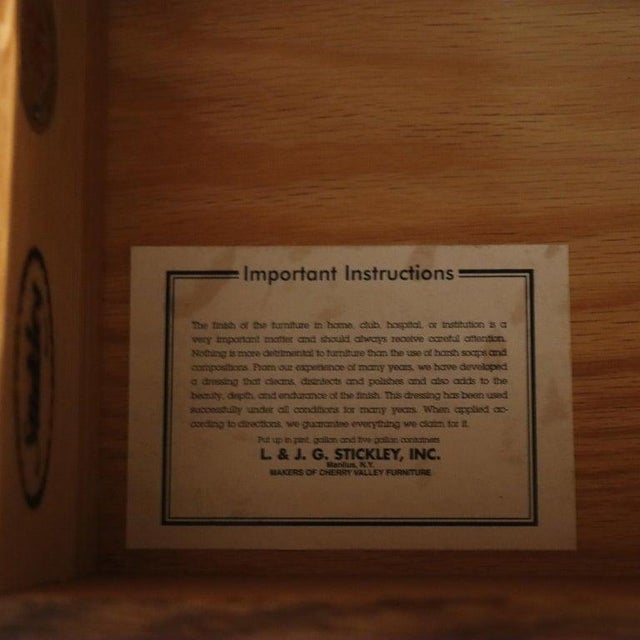 Important Instructions
The finish of the furniture in home, club, hospital, or institution is a
very important matter and should always receive careful attention.
Nothing is more detrimental to furniture than the use of harsh soaps and
compositions. From our experience of many years, we have developed
a dressing that cleans, disinfects and polishes and also adds to the
beauty, depth, and endurance of the finish. This dressing has been used
successfully under all conditions for many years. When applied ac-
cording to directions, we guarantee everything we claim for it.
Put up in pint, gallon and five gallon containers
L. & J. G. STICKLEY, INC.
Manlius, N.Y.
MAKERS OF CHERRY VALLEY FURNITURE